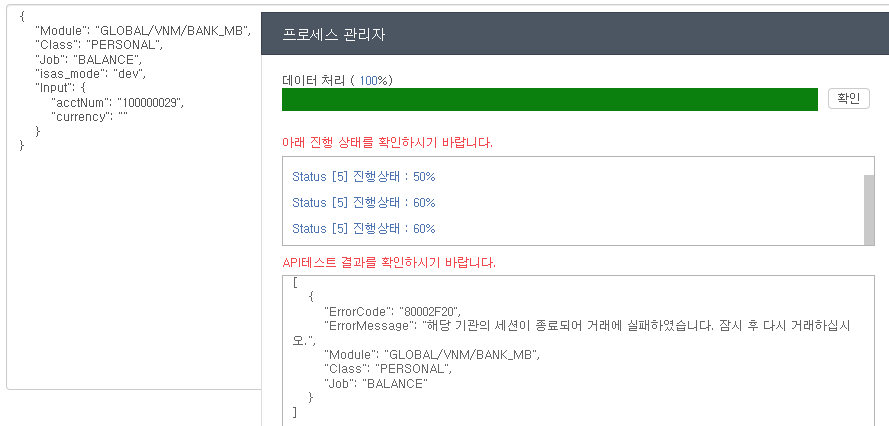 {
"Module": "GLOBAL/VNM/BANK_MB",
"Class": "PERSONAL",
"Job": "BALANCE",
"isas_mode": "dev",
"Input": {
"acctNum": "100000029",
"currency": ""
}
}
프로세스 관리자
데이터 처리 ( 100%)
확인
아래 진행 상태를 확인하시기 바랍니다.
Status [5] 진행상태 : 50%
Status [5] 진행상태 : 60%
Status [5] 진행상태 : 60%
API테스트 결과를 확인하시기 바랍니다.
[
{
"ErrorCode": "80002F20",
"ErrorMessage": "해당 기관의 세션이 종료되어 거래에 실패하였습니다. 잠시 후 다시 거래하십시
오.",
"Module": "GLOBAL/VNM/BANK_MB",
"Class": "PERSONAL",
"Job": "BALANCE"
}
]